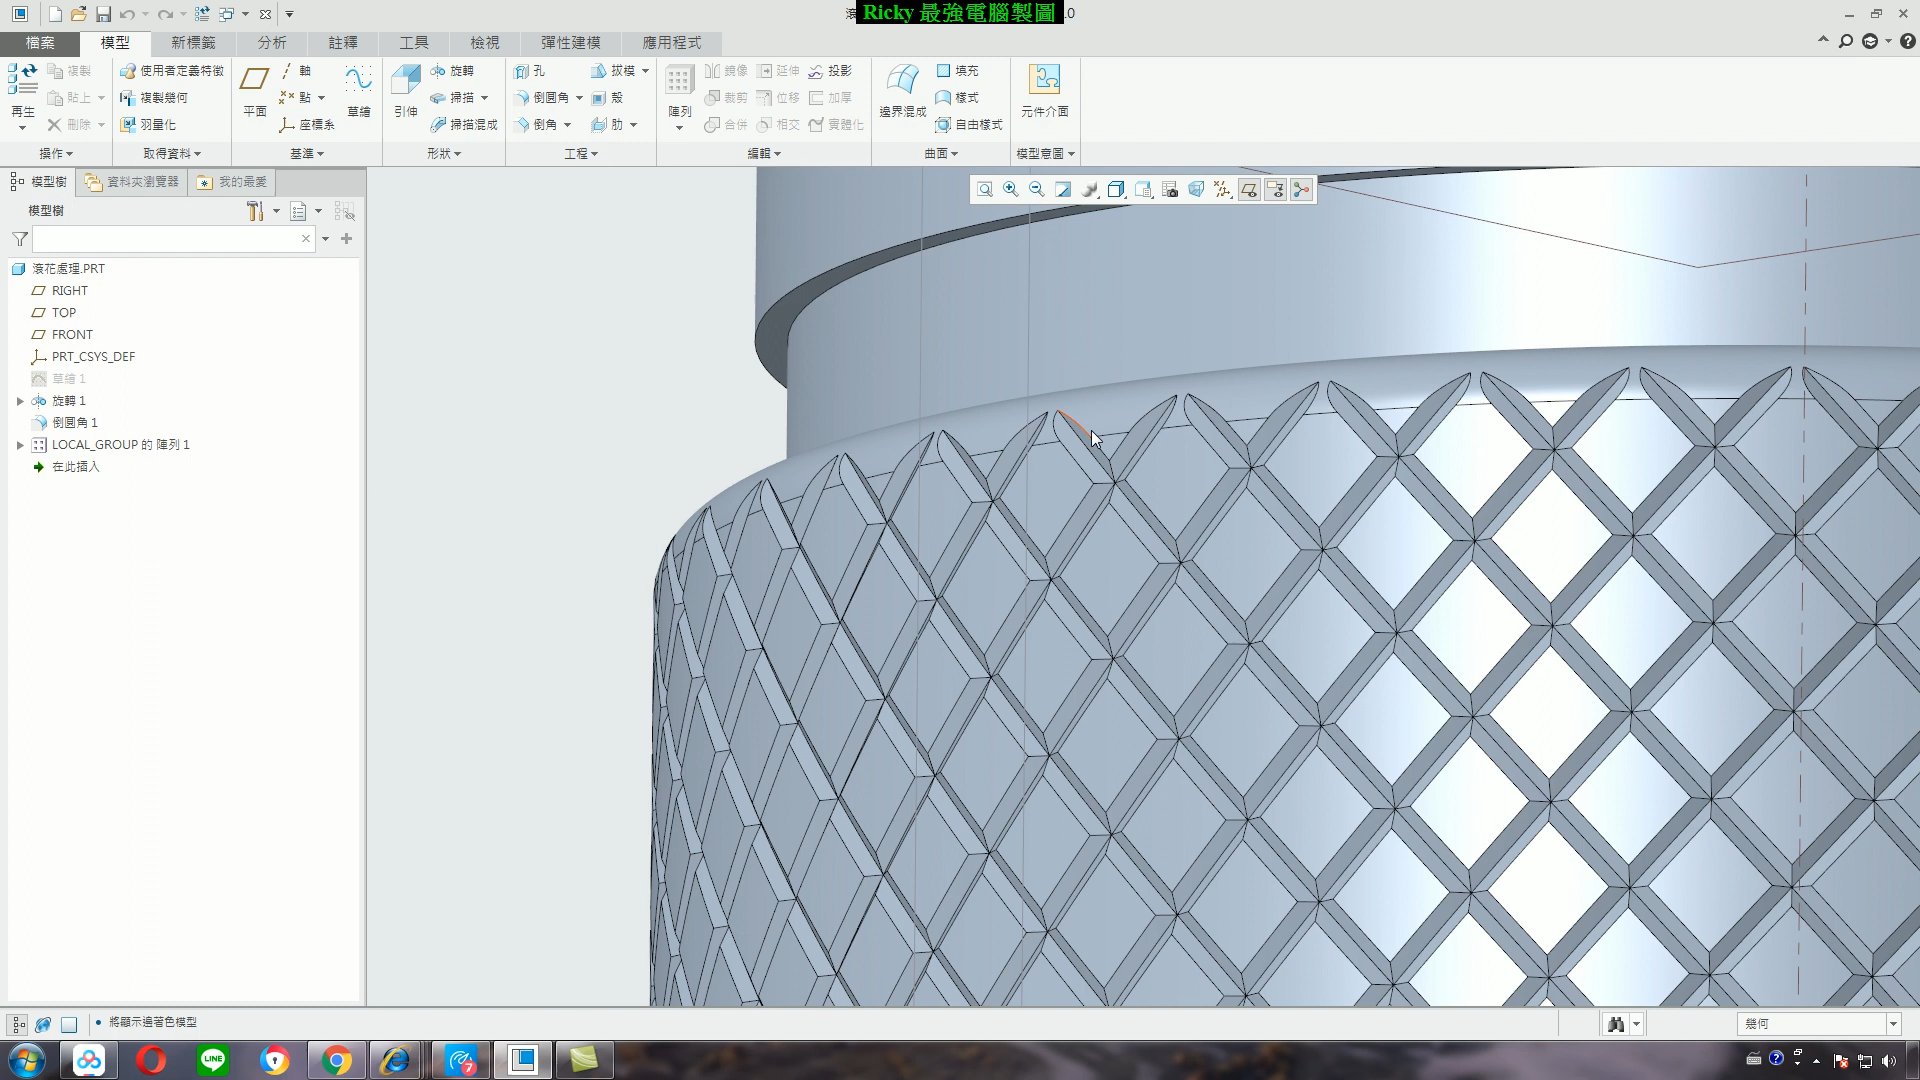 滾
Ricky 最強電腦製圖
.0
檔案 模型 新標籤 分析 註釋 工具 檢視 彈性建模 應用程式
再生
複製
貼上
刪除
操作
使用者定義特徵
複製幾何
羽量化
取得資料
平面
軸
點
座標系
草繪
基準
引伸
旋轉
掃描
掃描混成
形狀
孔
倒圓角
倒角
拔模
殼
肋
工程
陣列
鏡像
裁剪
合併
延伸
位移
相交
投影
加厚
實體化
編輯
邊界混成
填充
樣式
自由樣式
曲面
元件介面
模型意圖
模型樹 資料夾瀏覽器 我的最愛
模型樹
滾花處理.PRT
RIGHT
TOP
FRONT
PRT_CSYS_DEF
草繪 1
旋轉 1
倒圓角 1
LOCAL_GROUP 的 陣列 1
在此插入
將顯示邊著色模型
幾何
LINE
7